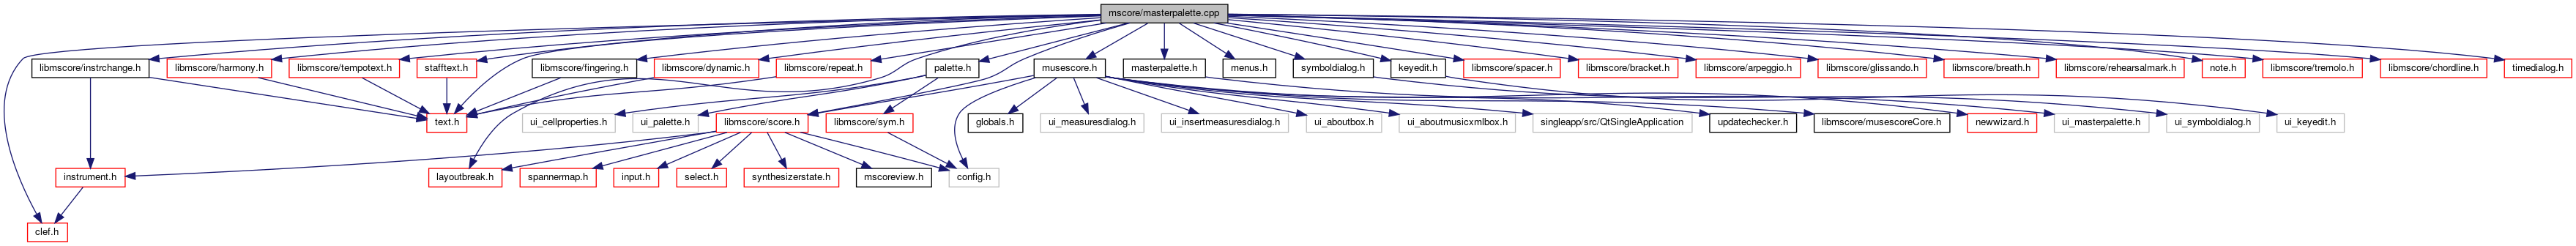 mscore/masterpalette.cpp
libmscore/instrchange.h
libmscore/harmony.h
libmscore/tempotext.h
stafftext.h
libmscore/fingering.h
libmscore/dynamic.h
libmscore/repeat.h
palette.h
musescore.h
masterpalette.h
menus.h
symboldialog.h
keyedit.h
libmscore/spacer.h
libmscore/bracket.h
libmscore/arpeggio.h
libmscore/glissando.h
libmscore/breath.h
libmscore/rehearsalmark.h
note.h
libmscore/tremolo.h
libmscore/chordline.h
timedialog.h
text.h
ui_cellproperties.h
ui_palette.h
libmscore/score.h
libmscore/sym.h
globals.h
ui_measuresdialog.h
ui_insertmeasuresdialog.h
ui_aboutbox.h
ui_aboutmusicxmlbox.h
singleapp/src/QtSingleApplication
updatechecker.h
libmscore/musescoreCore.h
newwizard.h
ui_masterpalette.h
ui_symboldialog.h
ui_keyedit.h
instrument.h
layoutbreak.h
spannermap.h
input.h
select.h
synthesizerstate.h
mscoreview.h
config.h
clef.h